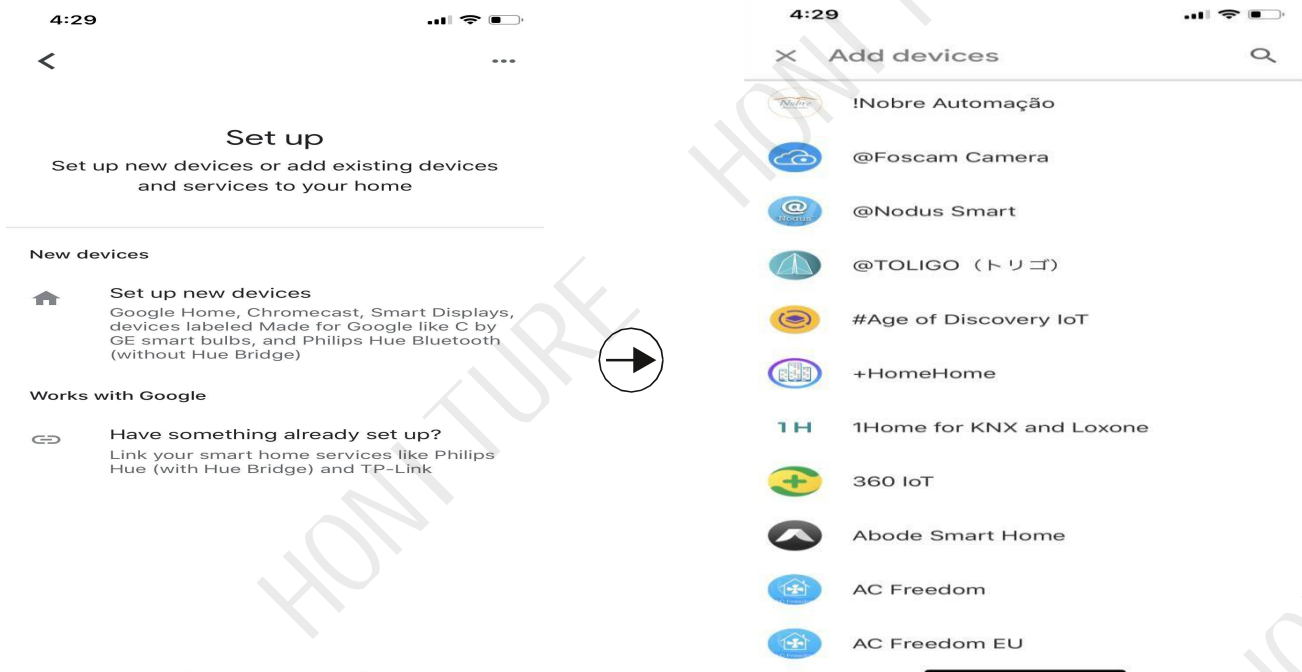 4:29
Set up
Set up new devices or add existing devices
and services to your home
New devices
Set up new devices
Google Home, Chromecast, Smart Displays,
devices labeled Made for Google like C by
GE smart bulbs, and Philips Hue Bluetooth
(without Hue Bridge)
Works with Google
Have something already set up?
Link your smart home services like Philips
Hue (with Hue Bridge) and TP-Link
HONITURE
4:29
Add devices
Nobre
!Nobre Automação
@Foscam Camera
@ Nodus
@Nodus Smart
@TOLIGO（トリゴ）
#Age of Discovery IoT
+HomeHome
1H
1Home for KNX and Loxone
360 IoT
Abode Smart Home
AC Freedom
AC Freedom EU